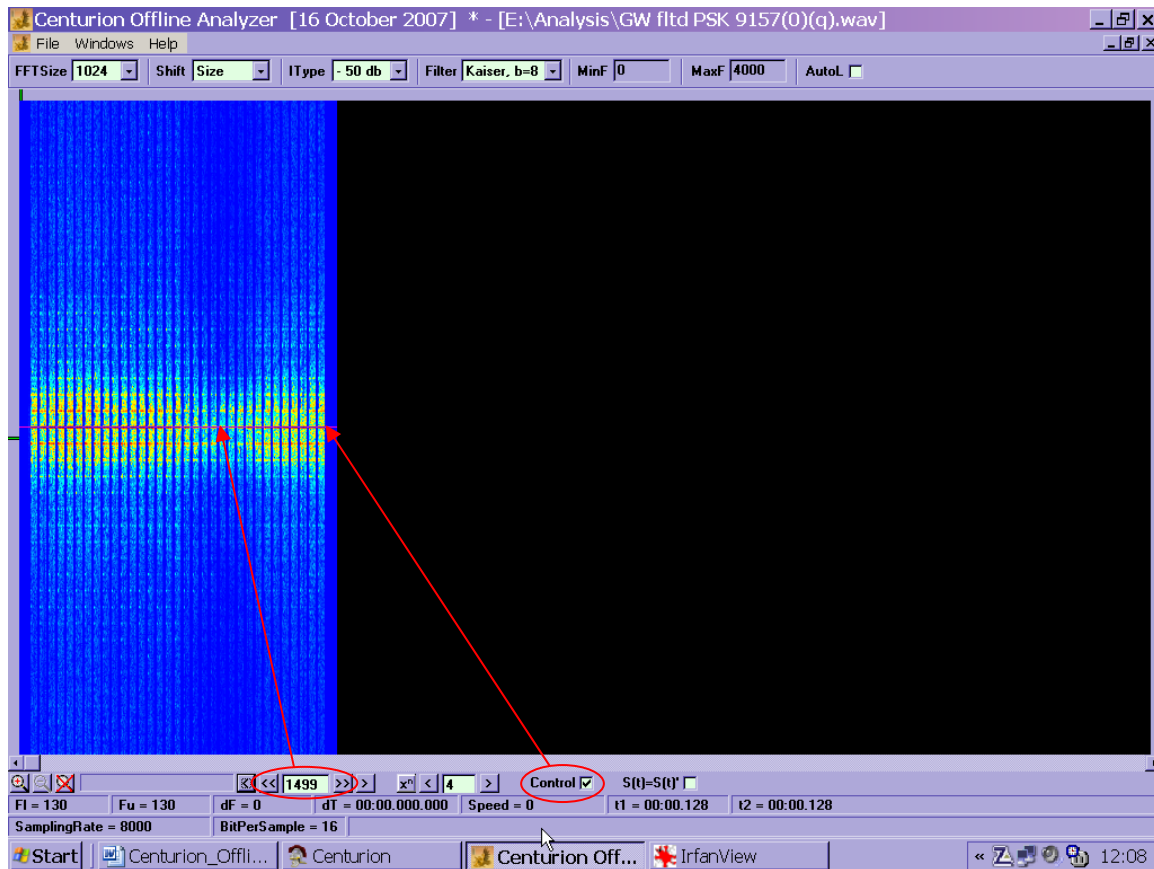 Centurion Offline Analyzer [16 October 2007] * - [E:\Analysis\GW fltd PSK 9157(0)(q).wav]
File Windows Help
FFTSize 1024 Shift Size IType - 50 db Filter Kaiser, b=8 MinF 0 MaxF 4000 AutoL
<< 1499 >> > xⁿ < 4 > Control S(t)=S(t)'
Fl = 130 Fu = 130 dF = 0 dT = 00:00.000.000 Speed = 0 t1 = 00:00.128 t2 = 00:00.128
SamplingRate = 8000 BitPerSample = 16
Start Centurion_Offli... Centurion Centurion Off... IrfanView « 12:08